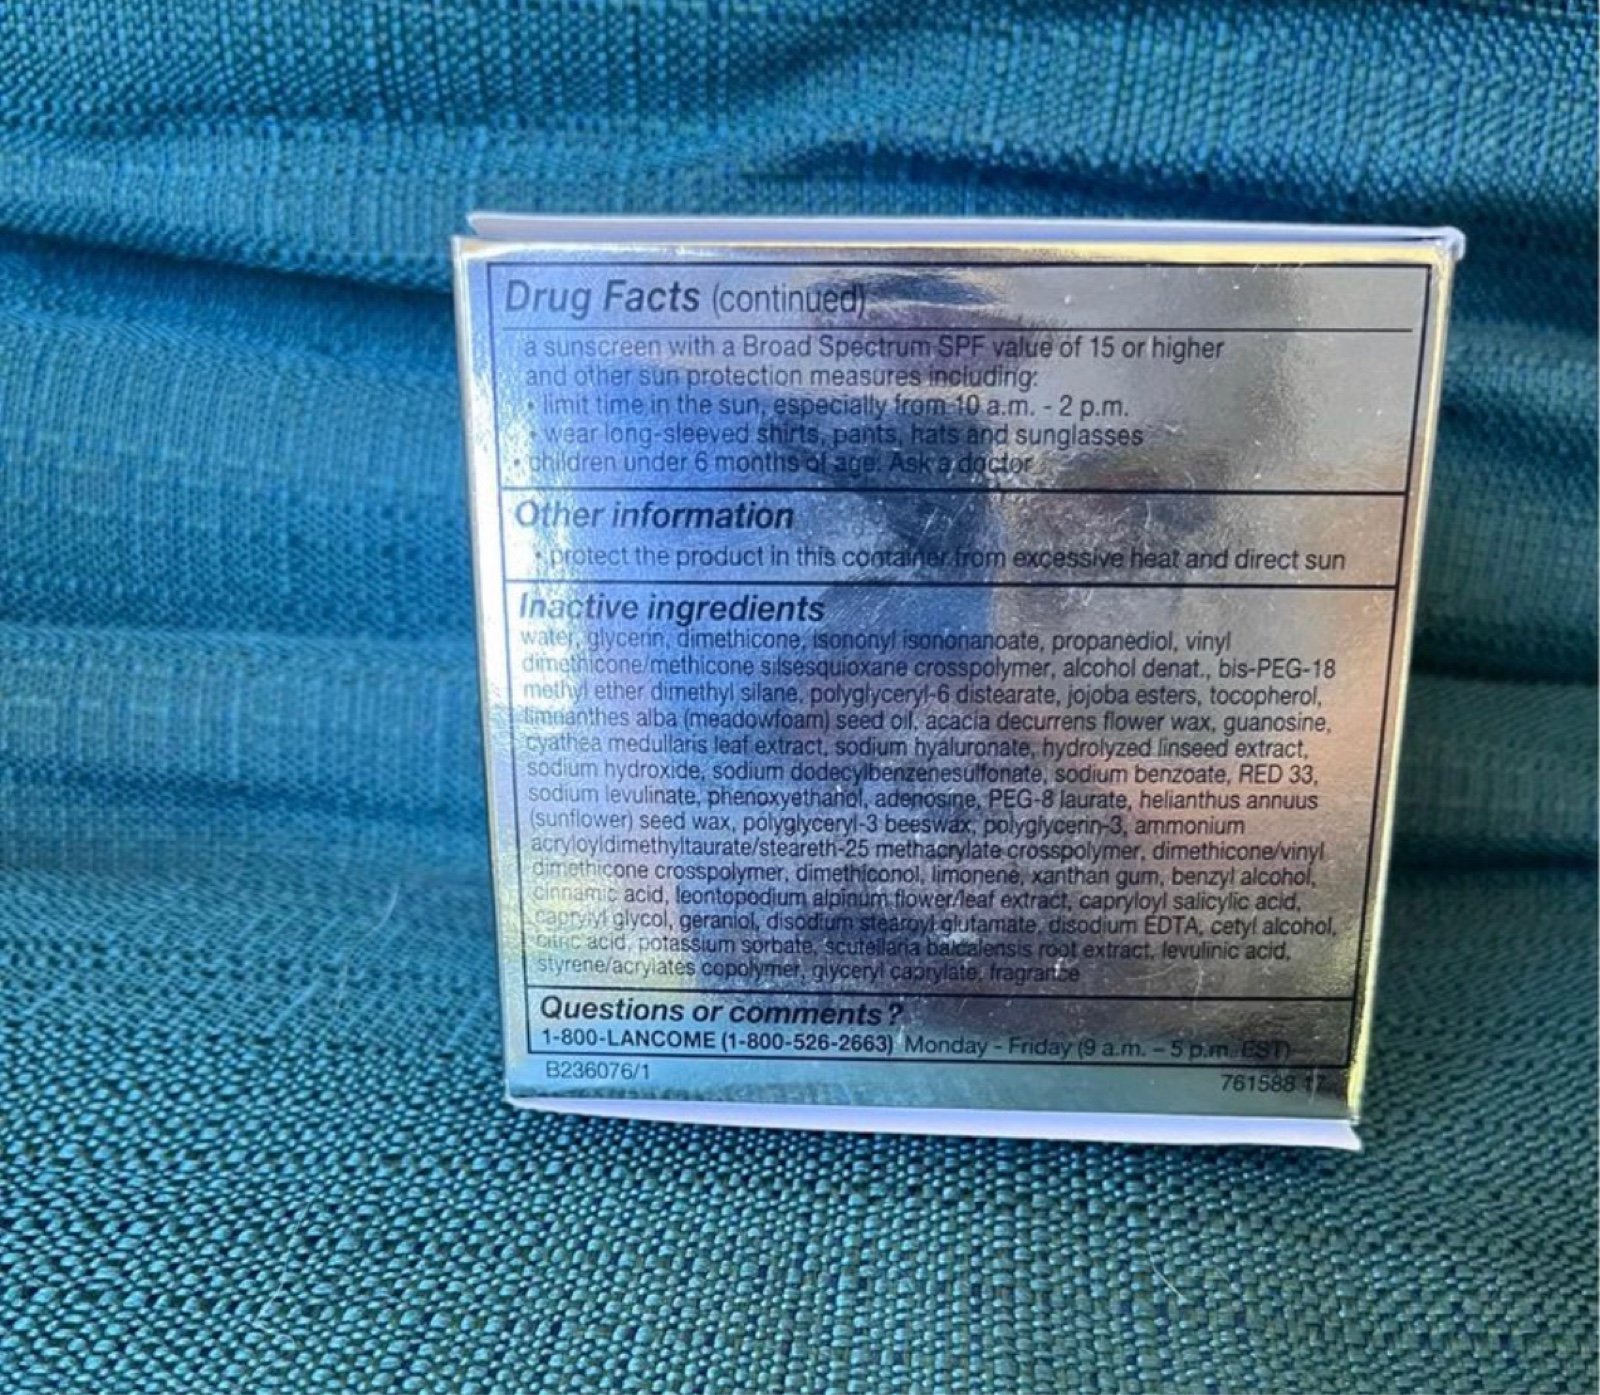 Drug Facts (continued)
a sunscreen with a Broad Spectrum SPF value of 15 or higher
and other sun protection measures including:
• limit time in the sun, especially from 10 a.m. - 2 p.m.
• wear long-sleeved shirts, pants, hats and sunglasses
• children under 6 months of age: Ask a doctor
Other information
• protect the product in this container from excessive heat and direct sun
Inactive ingredients
water, glycerin, dimethicone, isononyl isononanoate, propanediol, vinyl
dimethicone/methicone silsesquioxane crosspolymer, alcohol denat., bis-PEG-18
methyl ether dimethyl silane, polyglyceryl-6 distearate, jojoba esters, tocopherol,
limnanthes alba (meadowfoam) seed oil, acacia decurrens flower wax, guanosine,
cyathea medullaris leaf extract, sodium hyaluronate, hydrolyzed linseed extract,
sodium hydroxide, sodium dodecylbenzenesulfonate, sodium benzoate, RED 33,
sodium levulinate, phenoxyethanol, adenosine, PEG-8 laurate, helianthus annuus
(sunflower) seed wax, polyglyceryl-3 beeswax, polyglycerin-3, ammonium
acryloyldimethyltaurate/steareth-25 methacrylate crosspolymer, dimethicone/vinyl
dimethicone crosspolymer, dimethiconol, limonene, xanthan gum, benzyl alcohol,
cinnamic acid, leontopodium alpinum flower/leaf extract, capryloyl salicylic acid,
caprylyl glycol, geraniol, disodium stearoyl glutamate, disodium EDTA, cetyl alcohol,
citric acid, potassium sorbate, scutellaria baicalensis root extract, levulinic acid,
styrene/acrylates copolymer, glyceryl caprylate, fragrance
Questions or comments?
1-800-LANCOME (1-800-526-2663) Monday - Friday (9 a.m. – 5 p.m. EST)
B236076/1
761588 17